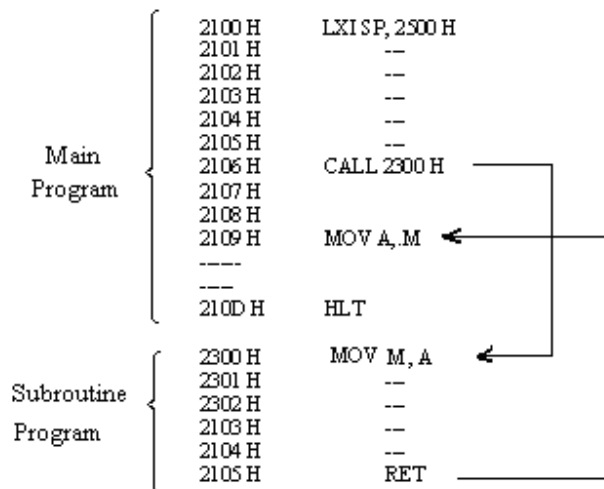 2100 H LXI SP, 2500 H
2101 H ---
2102 H ---
2103 H ---
2104 H ---
2105 H ---
Main
Program
2106 H CALL 2300 H
2107 H
2108 H
2109 H MOV A,.M
------
-----
210D H HLT
2300 H MOV M, A
2301 H ---
Subroutine
Program
2302 H ---
2103 H ---
2104 H ---
2105 H RET